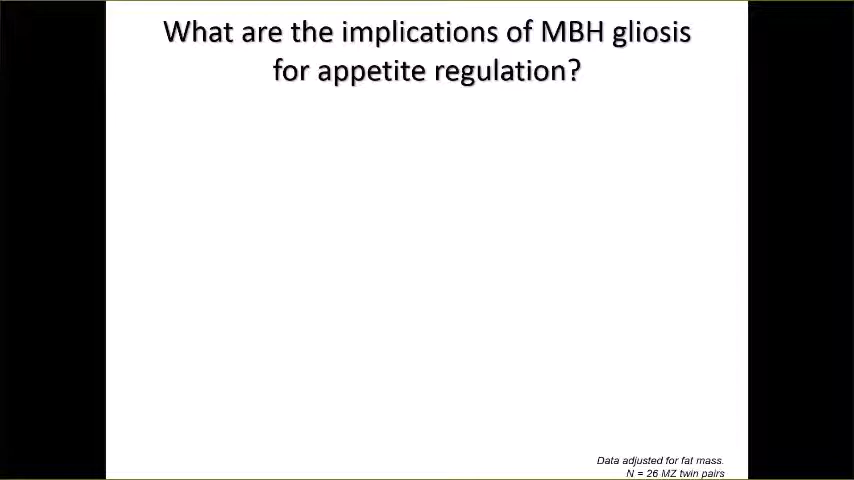 What are the implications of MBH gliosis
for appetite regulation?
Data adjusted for fat mass.
N = 26 MZ twin pairs